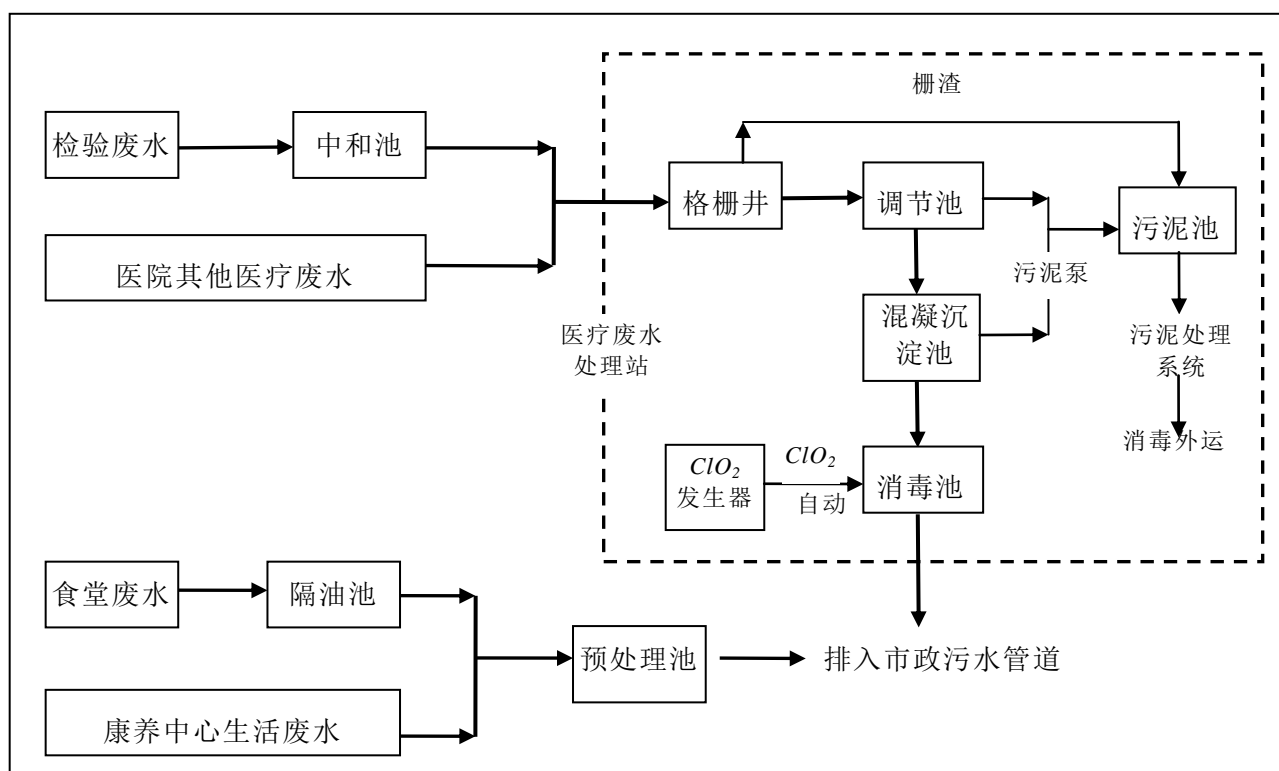 栅渣
检验废水
中和池
格栅井
调节池
污泥池
医院其他医疗废水
污泥泵
医疗废水
处理站
混凝沉
淀池
污泥处理
系统
消毒外运
ClO2
发生器
ClO2
自动
消毒池
食堂废水
隔油池
预处理池
排入市政污水管道
康养中心生活废水